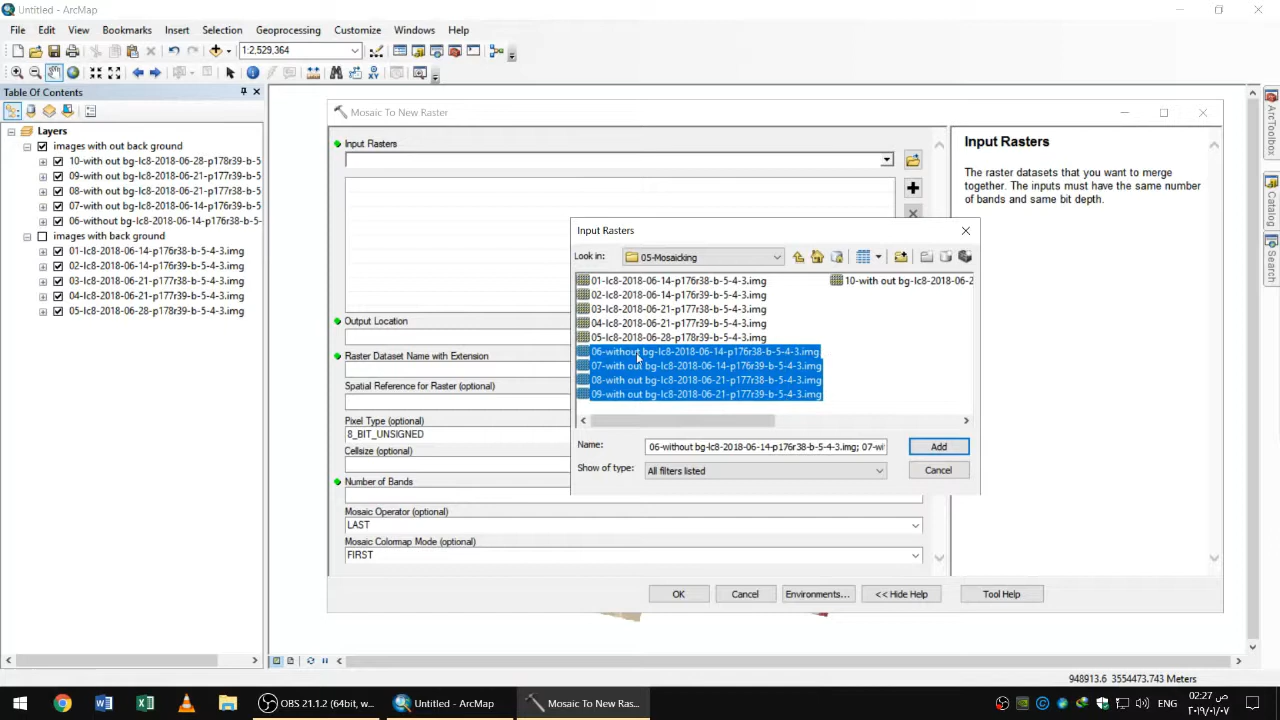 Untitled - ArcMap
File Edit View Bookmarks Insert Selection Geoprocessing Customize Windows Help
1:2,529,364
Table Of Contents
Layers
images with out back ground
10-with out bg-lc8-2018-06-28-p178r39-b-5
09-with out bg-lc8-2018-06-21-p177r39-b-5
08-with out bg-lc8-2018-06-21-p177r38-b-5
07-with out bg-lc8-2018-06-14-p176r39-b-5
06-without bg-lc8-2018-06-14-p176r38-b-5-
images with back ground
01-lc8-2018-06-14-p176r38-b-5-4-3.img
02-lc8-2018-06-14-p176r39-b-5-4-3.img
03-lc8-2018-06-21-p177r38-b-5-4-3.img
04-lc8-2018-06-21-p177r39-b-5-4-3.img
05-lc8-2018-06-28-p178r39-b-5-4-3.img
Mosaic To New Raster
Input Rasters
Output Location
Raster Dataset Name with Extension
Spatial Reference for Raster (optional)
Pixel Type (optional)
8_BIT_UNSIGNED
Cellsize (optional)
Number of Bands
Mosaic Operator (optional)
LAST
Mosaic Colormap Mode (optional)
FIRST
OK Cancel Environments... << Hide Help Tool Help
Input Rasters
The raster datasets that you want to merge
together. The inputs must have the same number
of bands and same bit depth.
Input Rasters
Look in: 05-Mosaicking
01-lc8-2018-06-14-p176r38-b-5-4-3.img
02-lc8-2018-06-14-p176r39-b-5-4-3.img
03-lc8-2018-06-21-p177r38-b-5-4-3.img
04-lc8-2018-06-21-p177r39-b-5-4-3.img
05-lc8-2018-06-28-p178r39-b-5-4-3.img
06-without bg-lc8-2018-06-14-p176r38-b-5-4-3.img
07-with out bg-lc8-2018-06-14-p176r39-b-5-4-3.img
08-with out bg-lc8-2018-06-21-p177r38-b-5-4-3.img
09-with out bg-lc8-2018-06-21-p177r39-b-5-4-3.img
10-with out bg-lc8-2018-06-2
Name: 06-without bg-lc8-2018-06-14-p176r38-b-5-4-3.img; 07-wi
Add
Show of type: All filters listed
Cancel
ArcToolbox
Catalog
Search
948913.6 3554473.743 Meters
OBS 21.1.2 (64bit, w...
Untitled - ArcMap
Mosaic To New Ras...
ENG
02:27 ص
٢٠١٩/٠١/٠٧